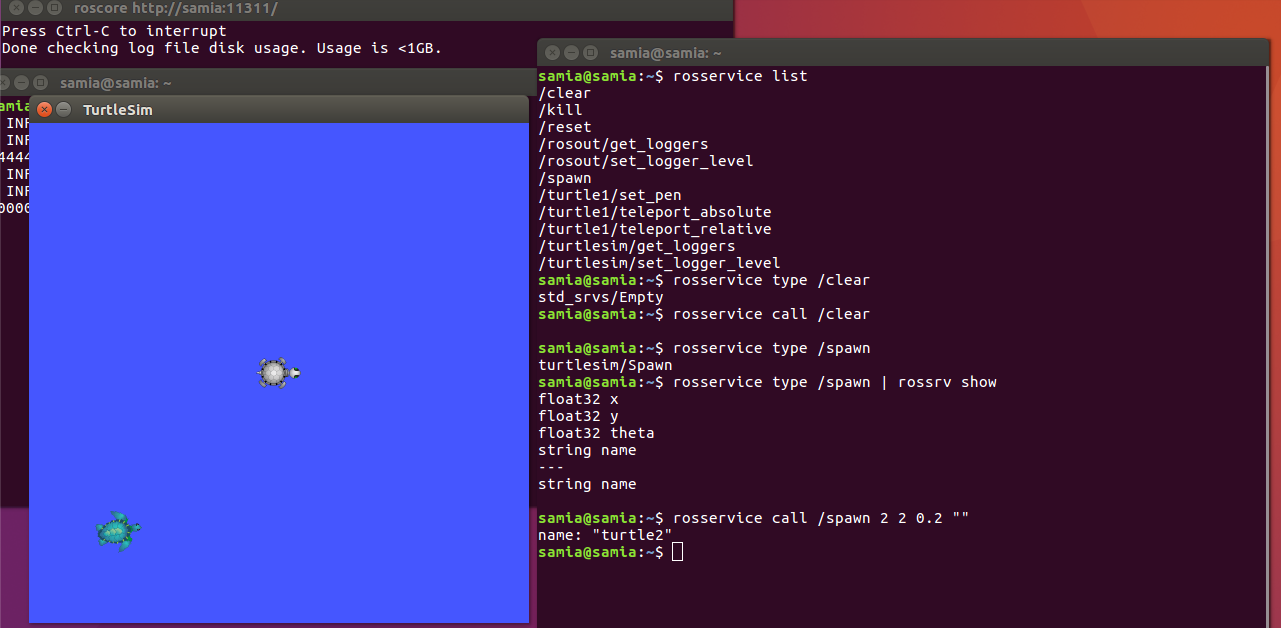 roscore http://samia:11311/
Press Ctrl-C to interrupt
Done checking log file disk usage. Usage is <1GB.
samia@samia: ~
TurtleSim
samia@samia: ~
samia@samia:~$ rosservice list
/clear
/kill
/reset
/rosout/get_loggers
/rosout/set_logger_level
/spawn
/turtle1/set_pen
/turtle1/teleport_absolute
/turtle1/teleport_relative
/turtlesim/get_loggers
/turtlesim/set_logger_level
samia@samia:~$ rosservice type /clear
std_srvs/Empty
samia@samia:~$ rosservice call /clear
samia@samia:~$ rosservice type /spawn
turtlesim/Spawn
samia@samia:~$ rosservice type /spawn | rossrv show
float32 x
float32 y
float32 theta
string name
---
string name
samia@samia:~$ rosservice call /spawn 2 2 0.2 ""
name: "turtle2"
samia@samia:~$